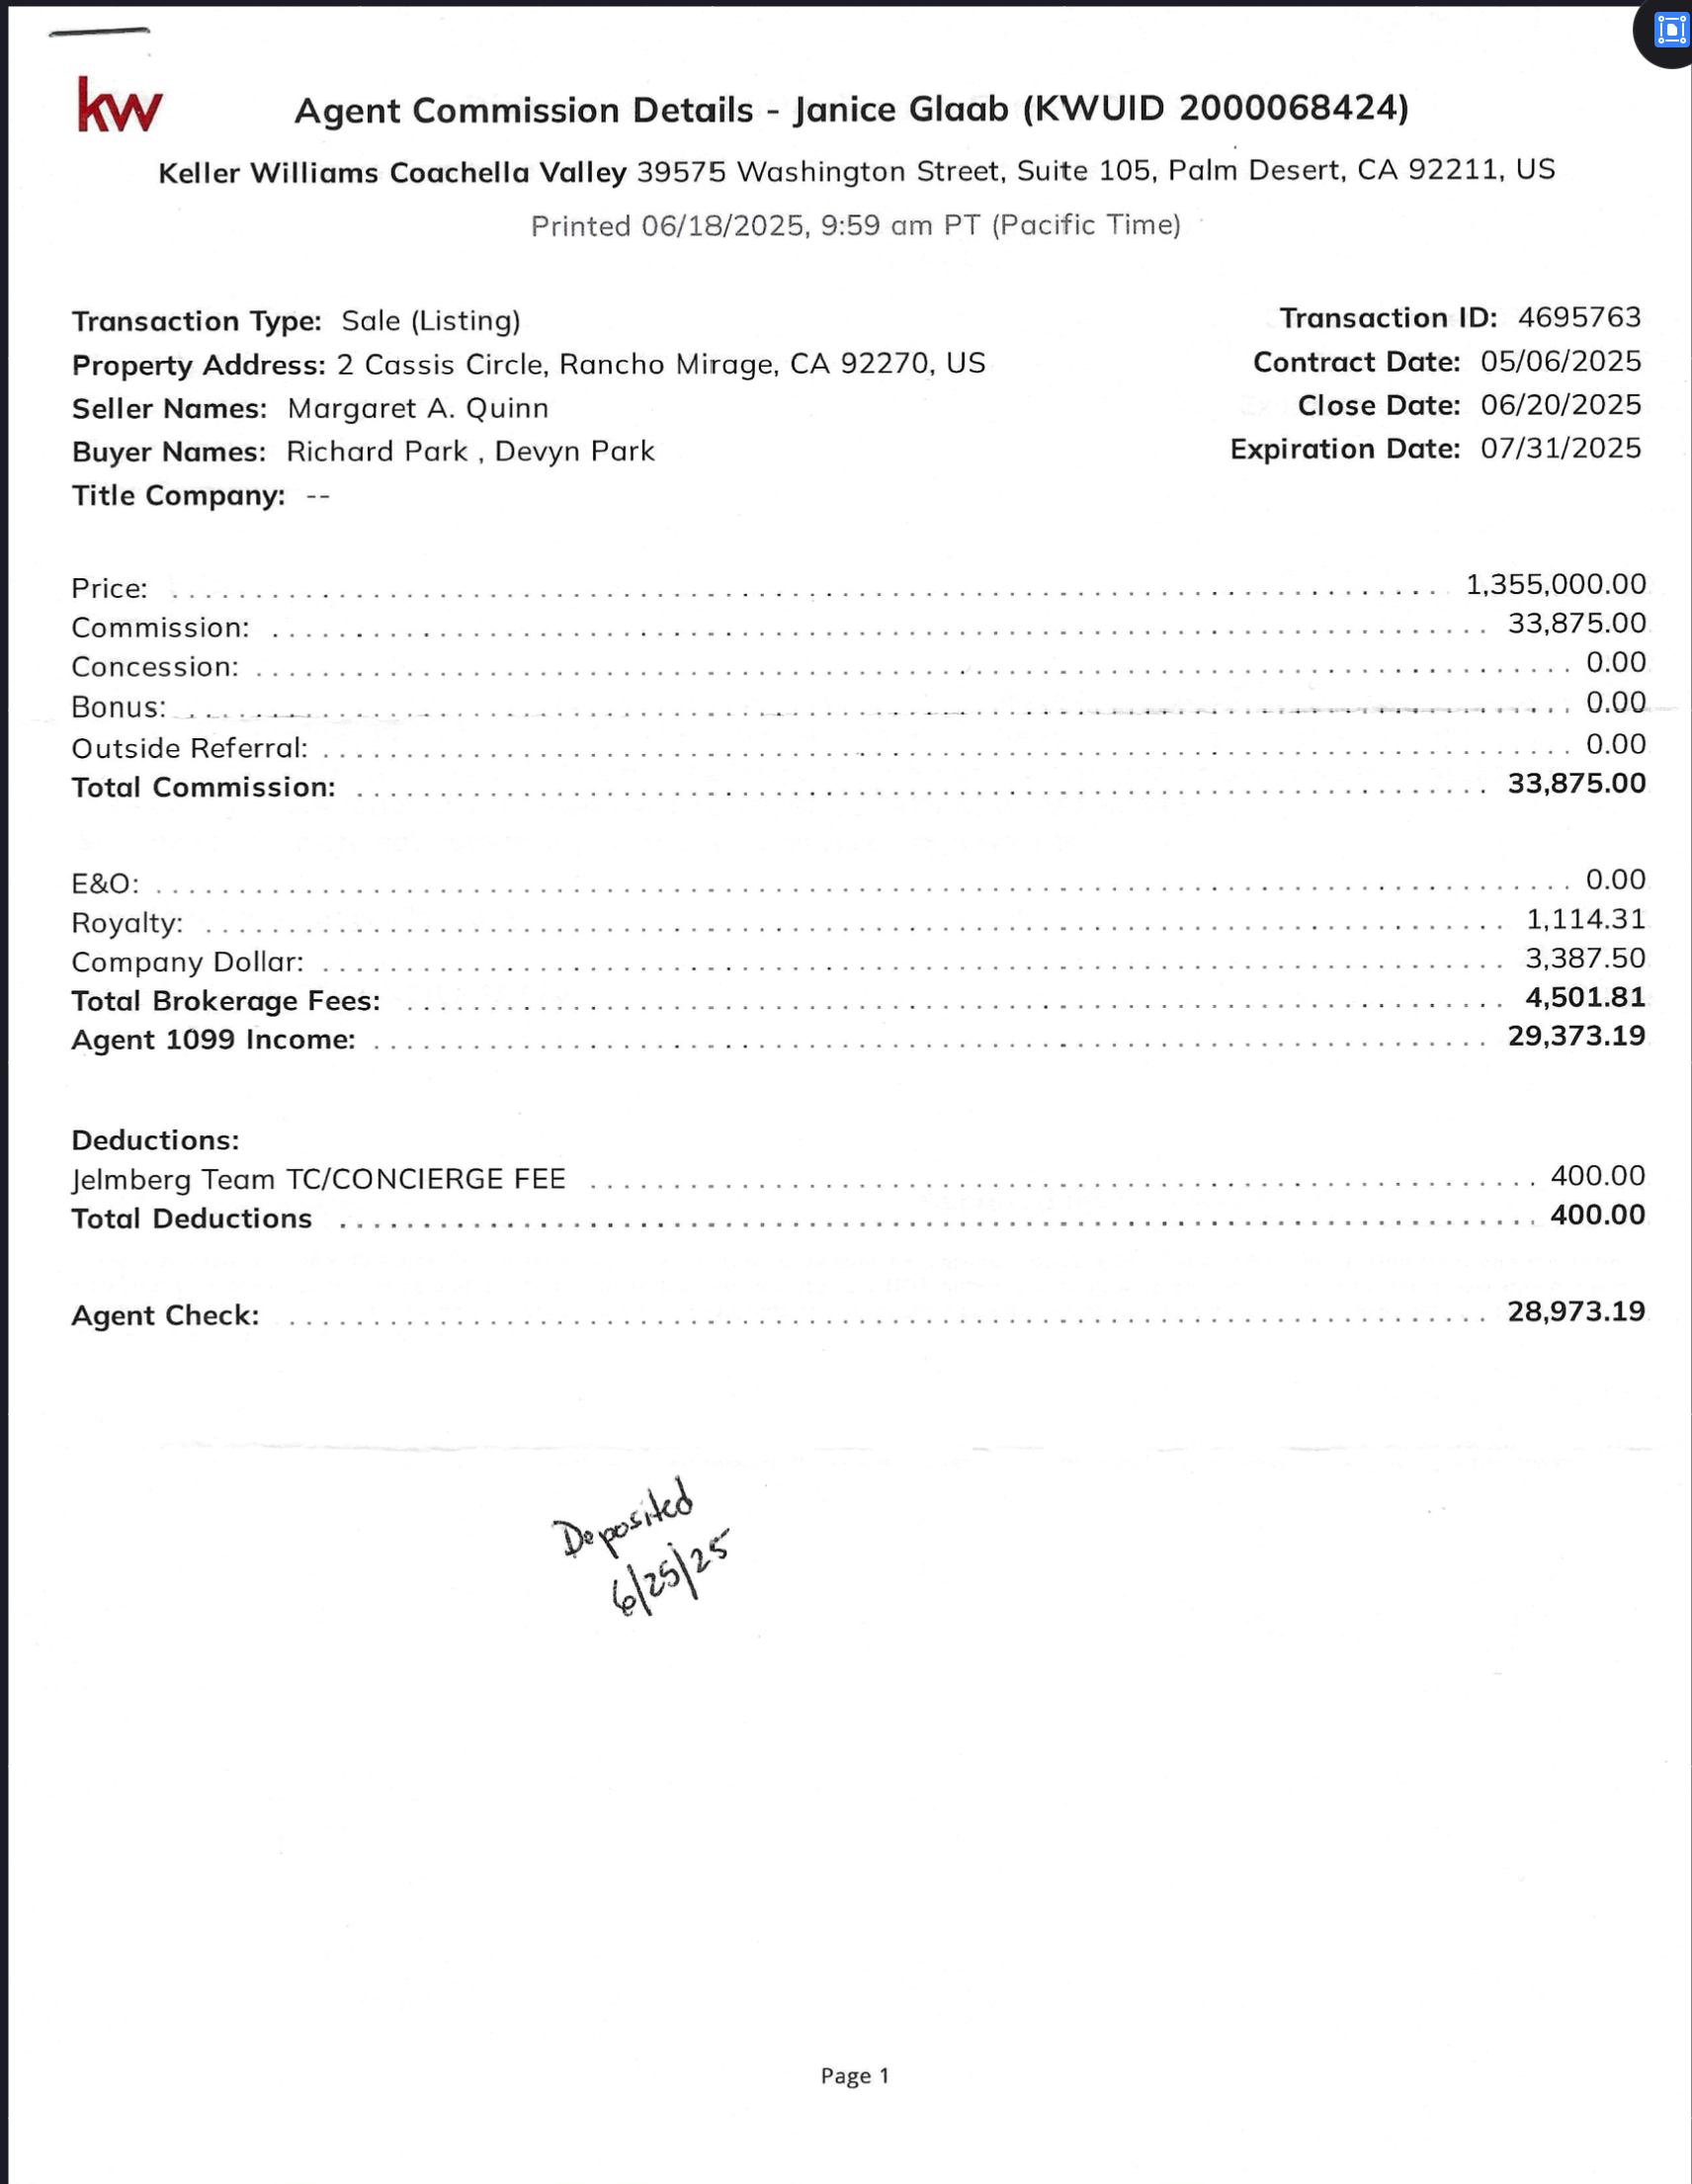 kw
Agent Commission Details - Janice Glaab (KWUID 2000068424)
Keller Williams Coachella Valley 39575 Washington Street, Suite 105, Palm Desert, CA 92211, US
Printed 06/18/2025, 9:59 am PT (Pacific Time)
Transaction Type: Sale (Listing)
Transaction ID: 4695763
Property Address: 2 Cassis Circle, Rancho Mirage, CA 92270, US
Contract Date: 05/06/2025
Seller Names: Margaret A. Quinn
Close Date: 06/20/2025
Buyer Names: Richard Park , Devyn Park
Expiration Date: 07/31/2025
Title Company: --
Price: 1,355,000.00
Commission: 33,875.00
Concession: 0.00
Bonus: 0.00
Outside Referral: 0.00
Total Commission: 33,875.00
E&O: 0.00
Royalty: 1,114.31
Company Dollar: 3,387.50
Total Brokerage Fees: 4,501.81
Agent 1099 Income: 29,373.19
Deductions:
Jelmberg Team TC/CONCIERGE FEE 400.00
Total Deductions 400.00
Agent Check: 28,973.19
Deposited
6/25/25
Page 1